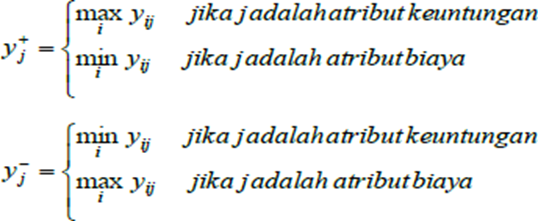 y_j^+ = { max_i y_ij jika j adalah atribut keuntungan
min_i y_ij jika j adalah atribut biaya
y_j^- = { min_i y_ij jika j adalah atribut keuntungan
max_i y_ij jika j adalah atribut biaya